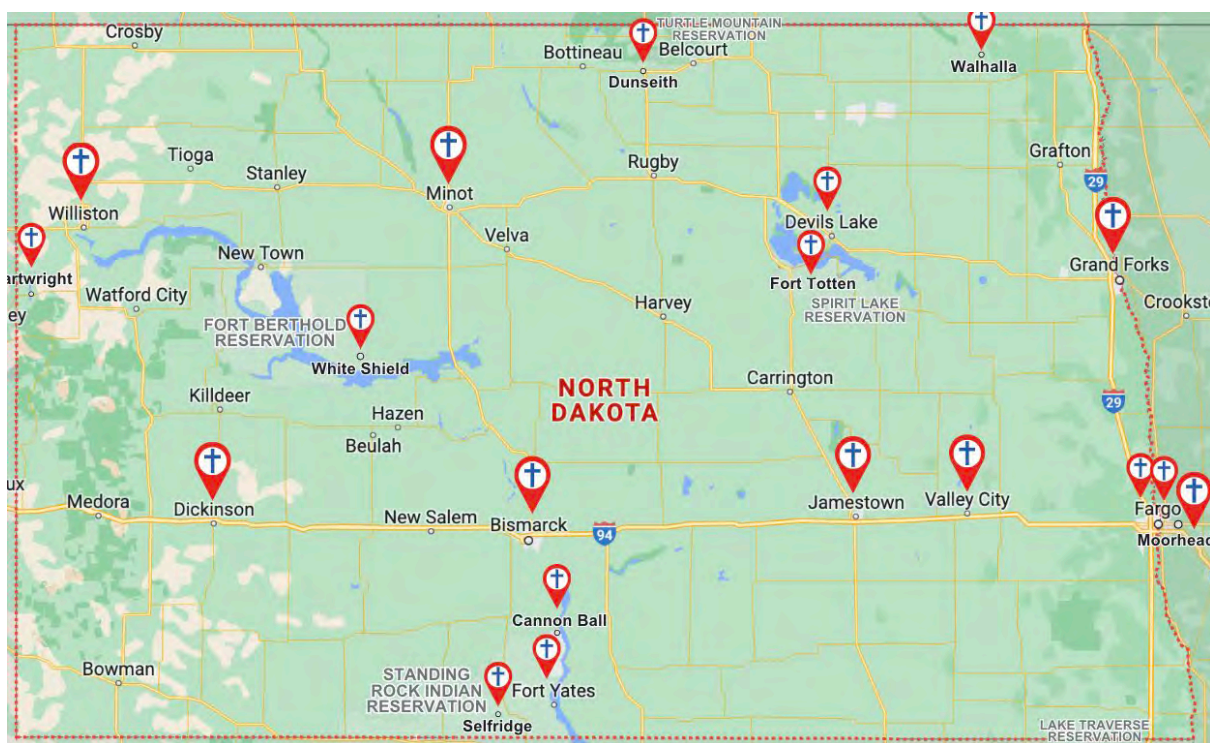 TURTLE MOUNTAIN
RESERVATION
Crosby
Bottineau
Belcourt
Dunseith
Walhalla
Tioga
Stanley
Minot
Rugby
Grafton
29
Williston
Devils Lake
Velva
New Town
Grand Forks
artwright
Fort Totten
Watford City
Harvey
SPIRIT LAKE
RESERVATION
Crooksto
ey
FORT BERTHOLD
RESERVATION
White Shield
NORTH
DAKOTA
Carrington
Killdeer
29
Hazen
Beulah
ux
Medora
Dickinson
New Salem
Bismarck
94
Jamestown
Valley City
Fargo
Moorhead
Cannon Ball
Bowman
STANDING
ROCK INDIAN
RESERVATION
Fort Yates
Selfridge
LAKE TRAVERSE
RESERVATION